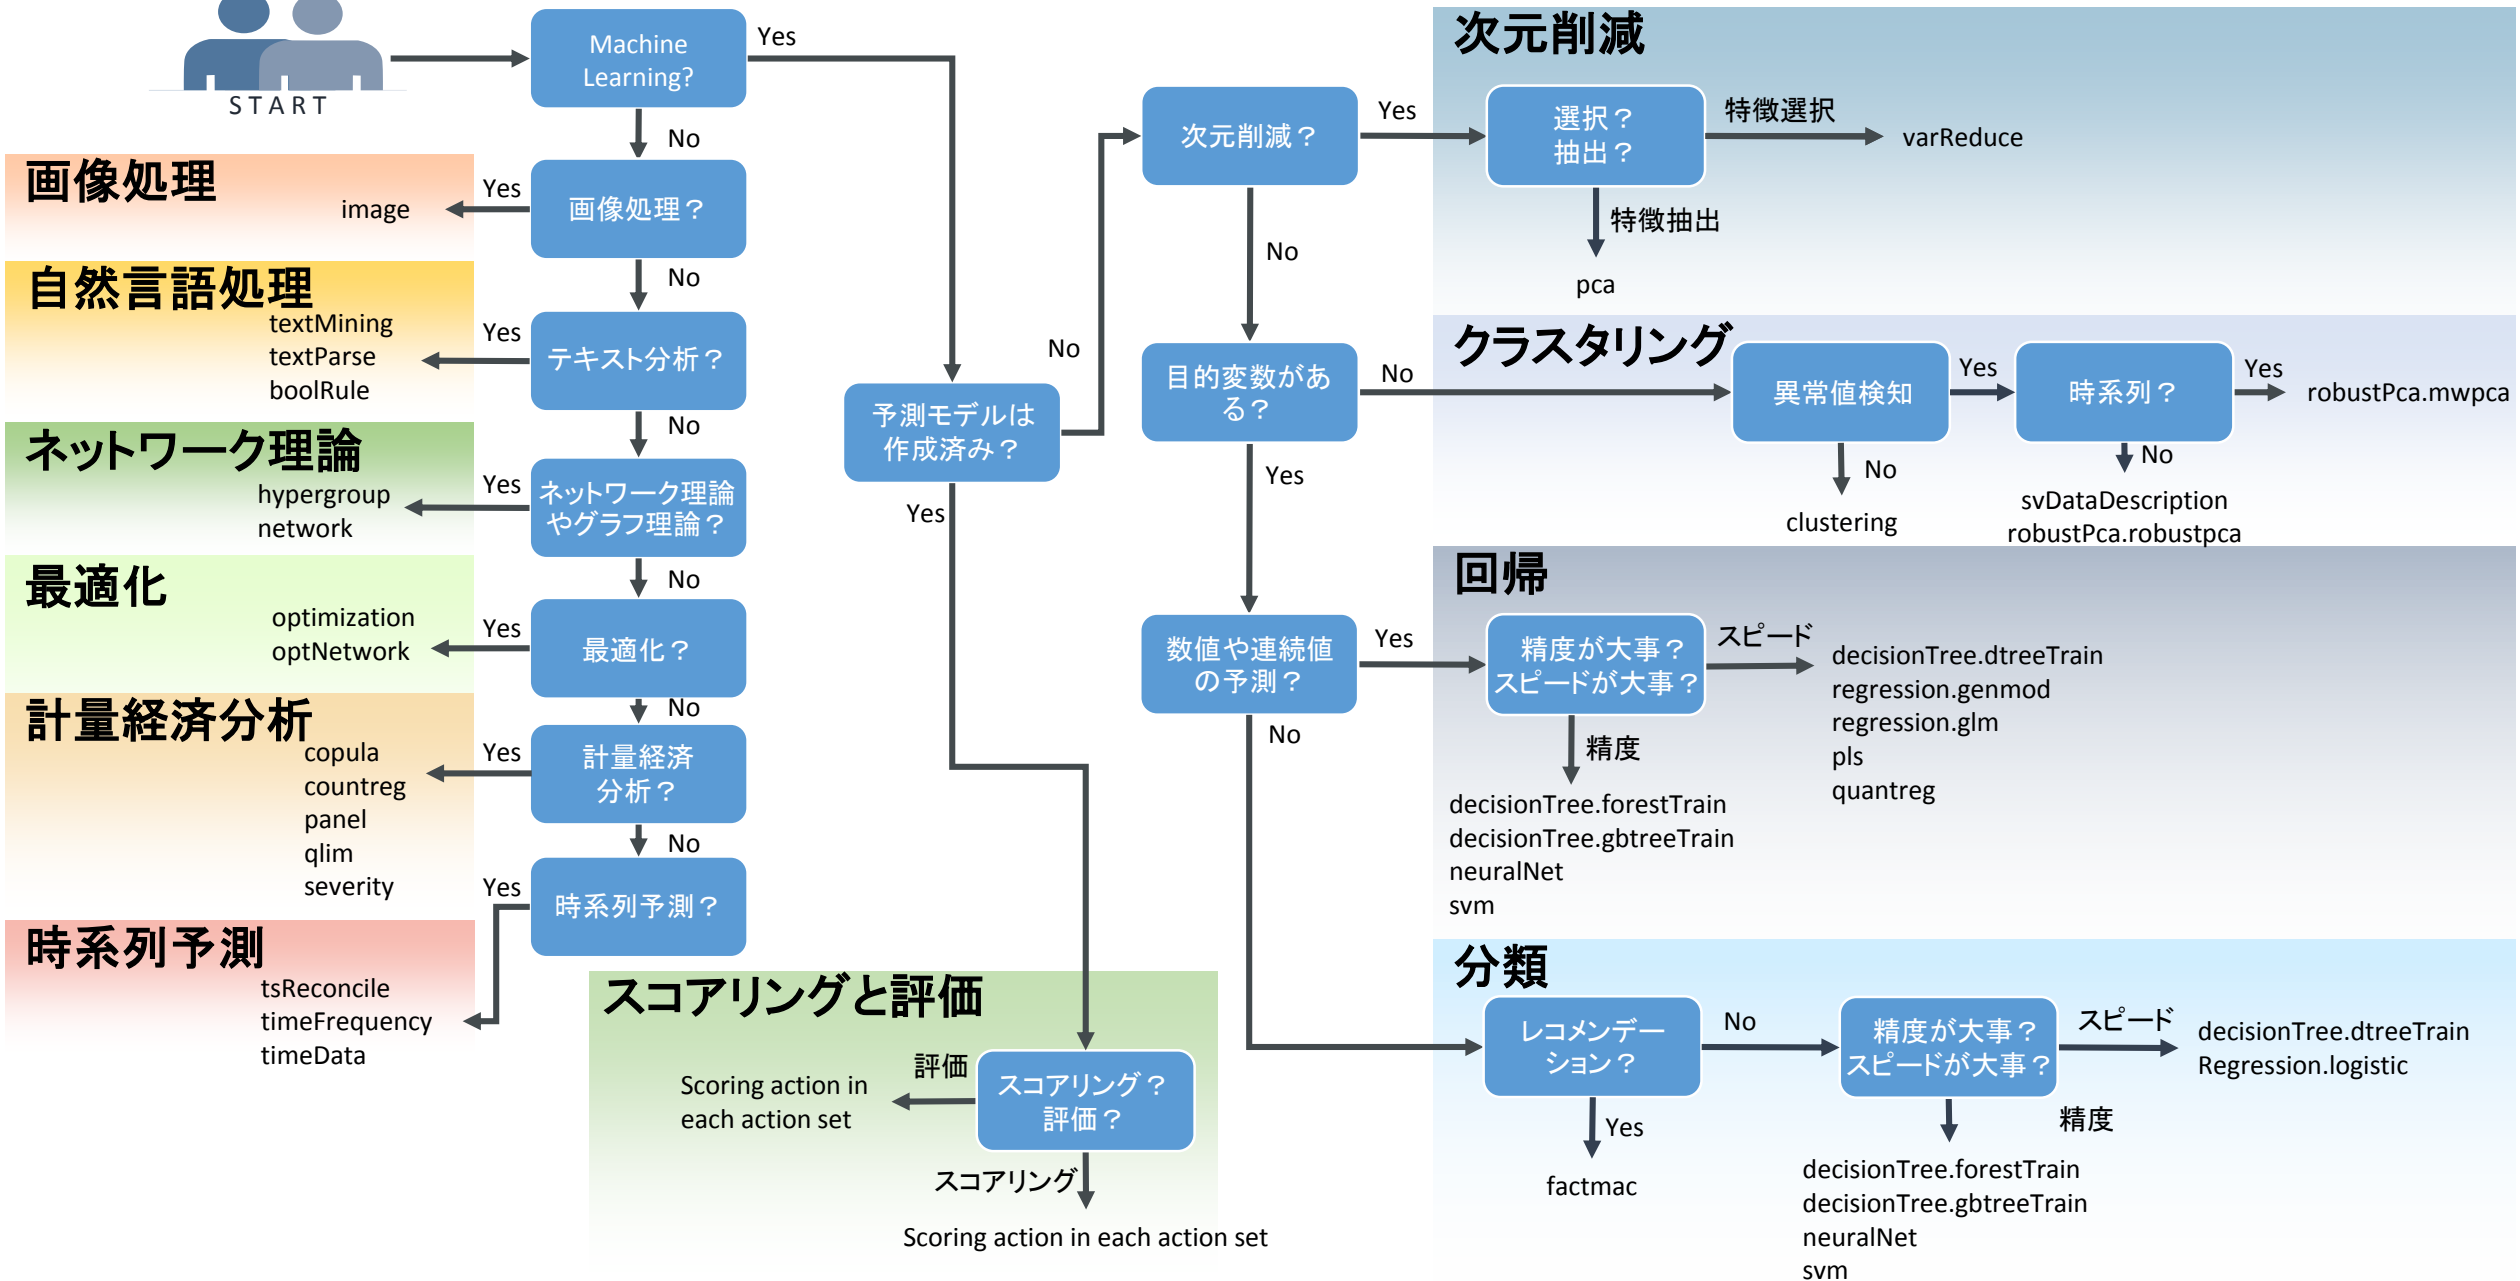 START
Machine
Learning?
Yes
No
画像処理
image
Yes
画像処理？
No
自然言語処理
textMining
textParse
boolRule
Yes
テキスト分析？
No
ネットワーク理論
hypergroup
network
Yes
ネットワーク理論
やグラフ理論？
No
最適化
optimization
optNetwork
Yes
最適化？
No
計量経済分析
copula
countreg
panel
qlim
severity
Yes
計量経済
分析？
No
時系列予測
tsReconcile
timeFrequency
timeData
Yes
時系列予測？
予測モデルは
作成済み？
No
Yes
スコアリングと評価
スコアリング？
評価？
評価
Scoring action in
each action set
スコアリング
Scoring action in each action set
次元削減？
Yes
No
次元削減
選択？
抽出？
特徴選択
varReduce
特徴抽出
pca
目的変数があ
る？
No
Yes
クラスタリング
異常値検知
Yes
No
clustering
時系列？
Yes
robustPca.mwpca
No
svDataDescription
robustPca.robustpca
数値や連続値
の予測？
Yes
No
回帰
精度が大事？
スピードが大事？
スピード
decisionTree.dtreeTrain
regression.genmod
regression.glm
pls
quantreg
精度
decisionTree.forestTrain
decisionTree.gbtreeTrain
neuralNet
svm
分類
レコメンデー
ション？
No
Yes
factmac
精度が大事？
スピードが大事？
スピード
decisionTree.dtreeTrain
Regression.logistic
精度
decisionTree.forestTrain
decisionTree.gbtreeTrain
neuralNet
svm